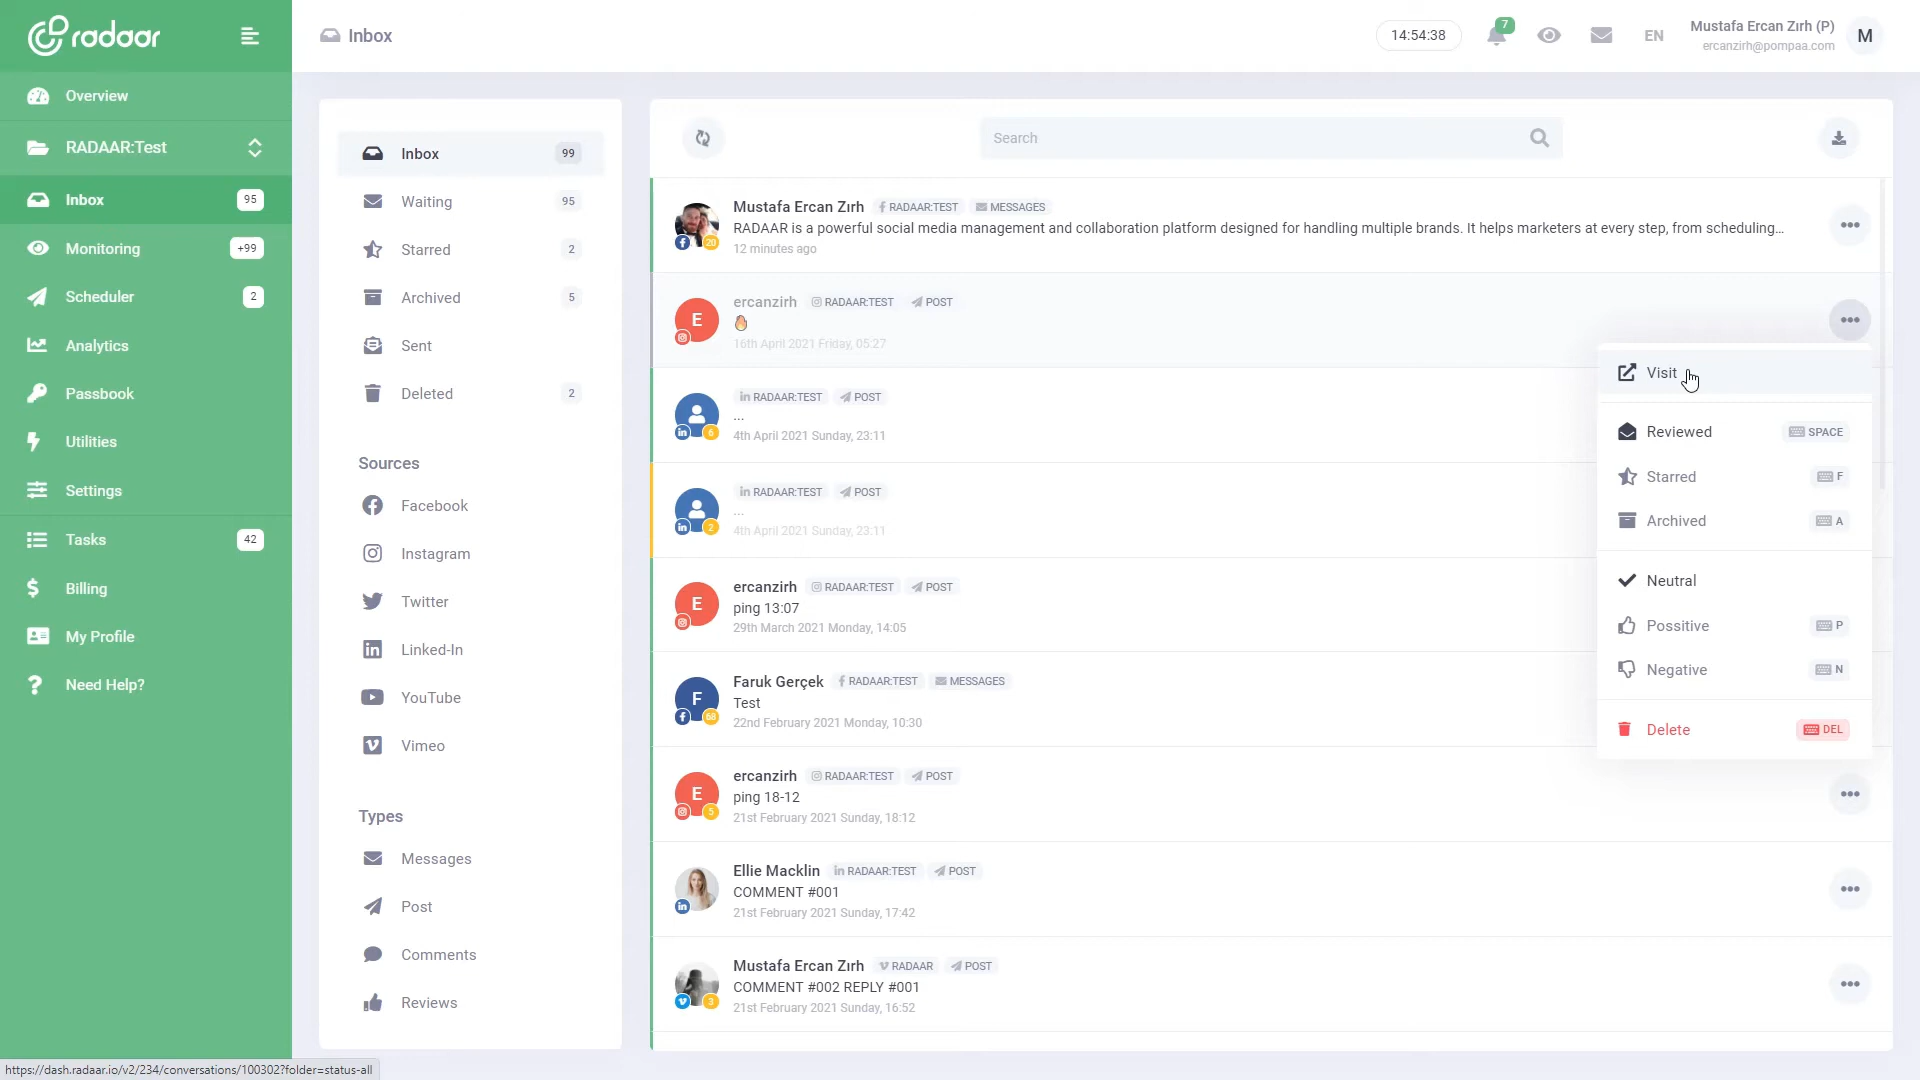 radaar
Inbox
14:54:38
7
EN
Mustafa Ercan Zırh (P)
ercanzirh@pompaa.com
M
Overview
RADAAR:Test
Inbox
95
Monitoring
+99
Scheduler
2
Analytics
Passbook
Utilities
Settings
Tasks
42
Billing
My Profile
Need Help?
Inbox
99
Waiting
95
Starred
2
Archived
5
Sent
Deleted
2
Sources
Facebook
Instagram
Twitter
Linked-In
YouTube
Vimeo
Types
Messages
Post
Comments
Reviews
Search
Mustafa Ercan Zırh RADAAR:TEST MESSAGES
RADAAR is a powerful social media management and collaboration platform designed for handling multiple brands. It helps marketers at every step, from scheduling...
20
12 minutes ago
ercanzirh RADAAR:TEST POST
E
16th April 2021 Friday, 05:27
RADAAR:TEST POST
...
6
4th April 2021 Sunday, 23:11
RADAAR:TEST POST
...
2
4th April 2021 Sunday, 23:11
ercanzirh RADAAR:TEST POST
E
ping 13:07
29th March 2021 Monday, 14:05
Faruk Gerçek RADAAR:TEST MESSAGES
F
Test
68
22nd February 2021 Monday, 10:30
ercanzirh RADAAR:TEST POST
E
ping 18-12
5
21st February 2021 Sunday, 18:12
Ellie Macklin RADAAR:TEST POST
COMMENT #001
21st February 2021 Sunday, 17:42
Mustafa Ercan Zırh RADAAR POST
COMMENT #002 REPLY #001
3
21st February 2021 Sunday, 16:52
Visit
Reviewed SPACE
Starred F
Archived A
Neutral
Possitive P
Negative N
Delete DEL
https://dash.radaar.io/v2/234/conversations/100302?folder=status-all